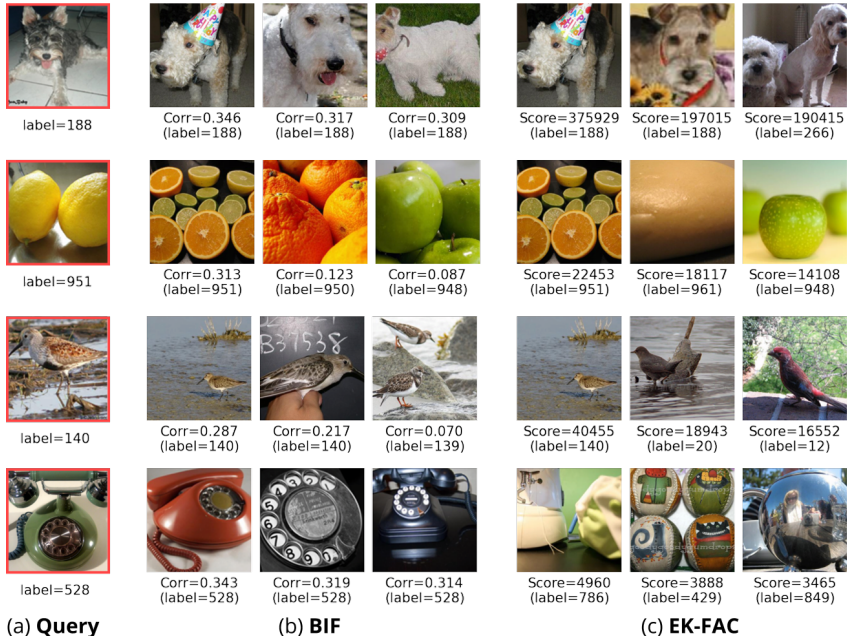 label=188
Corr=0.346
(label=188)
Corr=0.317
(label=188)
Corr=0.309
(label=188)
Score=375929
(label=188)
Score=197015
(label=188)
Score=190415
(label=266)
label=951
Corr=0.313
(label=951)
Corr=0.123
(label=950)
Corr=0.087
(label=948)
Score=22453
(label=951)
Score=18117
(label=961)
Score=14108
(label=948)
B37538
label=140
Corr=0.287
(label=140)
Corr=0.217
(label=140)
Corr=0.070
(label=139)
Score=40455
(label=140)
Score=18943
(label=20)
Score=16552
(label=12)
label=528
Corr=0.343
(label=528)
Corr=0.319
(label=528)
Corr=0.314
(label=528)
Score=4960
(label=786)
Score=3888
(label=429)
Score=3465
(label=849)
(a) Query
(b) BIF
(c) EK-FAC